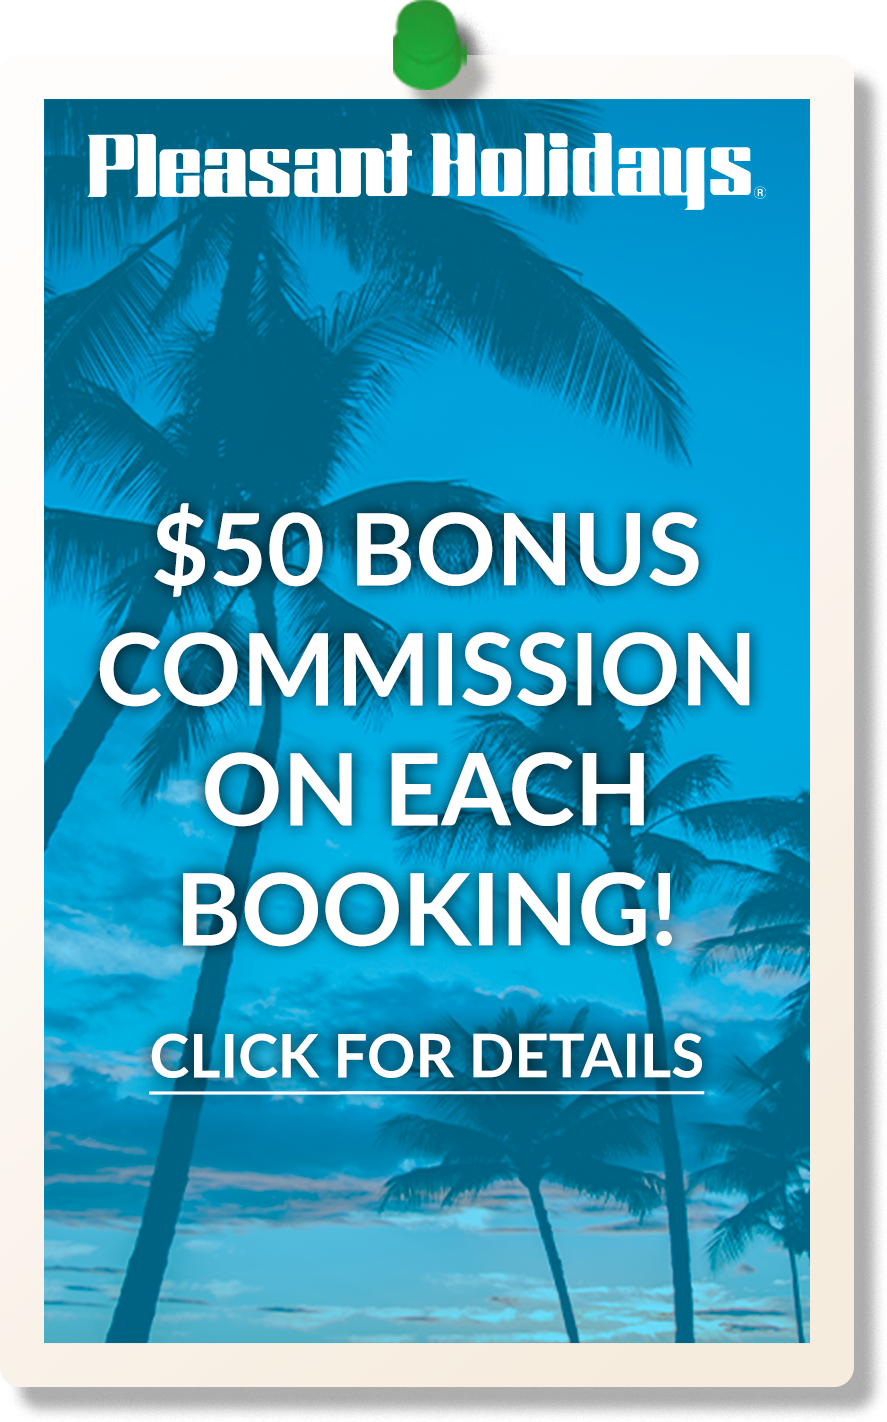 Pleasant Holidays®
$50 BONUS
COMMISSION
ON EACH
BOOKING!
CLICK FOR DETAILS